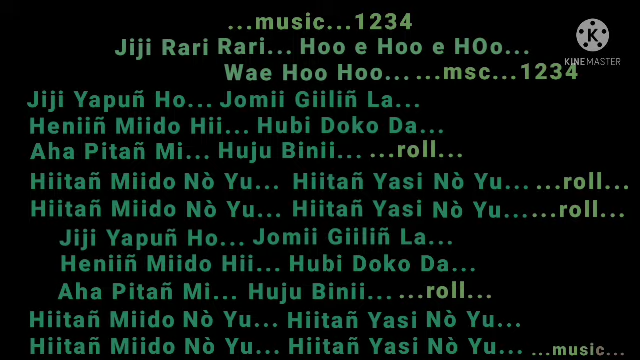 ...music...1234
Jiji Rari Rari... Hoo e Hoo e HOo...
Wae Hoo Hoo... ...msc...1234
K
KINEMASTER
Jiji Yapuñ Ho... Jomii Giiliñ La...
Heniiñ Miido Hii... Hubi Doko Da...
Aha Pitañ Mi... Huju Binii... ...roll...
Hiitañ Miido Nò Yu... Hiitañ Yasi Nò Yu... ...roll...
Hiitañ Miido Nò Yu... Hiitañ Yasi Nò Yu... ...roll...
Jiji Yapuñ Ho... Jomii Giiliñ La...
Heniiñ Miido Hii... Hubi Doko Da...
Aha Pitañ Mi... Huju Binii... ...roll...
Hiitañ Miido Nò Yu... Hiitañ Yasi Nò Yu...
Hiitañ Miido Nò Yu... Hiitañ Yasi Nò Yu... ...music...